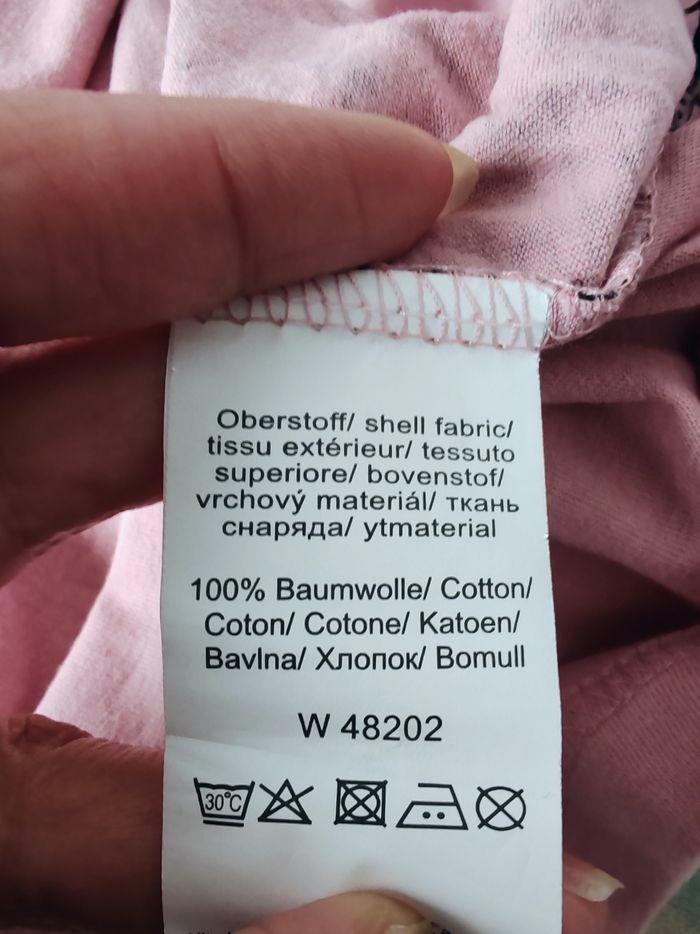 Oberstoff/ shell fabric/
tissu extérieur/ tessuto
superiore/ bovenstof/
vrchový materiál/ ткань
снаряда/ ytmaterial
100% Baumwolle/ Cotton/
Coton/ Cotone/ Katoen/
Bavlna/ Хлопок/ Bomull
W 48202
30°C